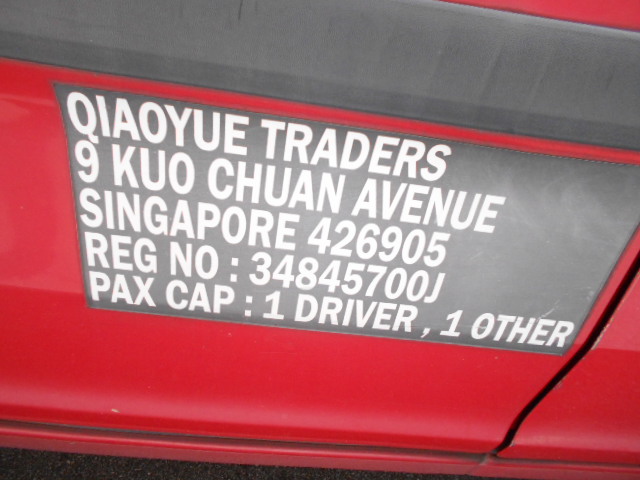 QIAOYUE TRADERS
9 KUO CHUAN AVENUE
SINGAPORE 426905
REG NO : 34845700J
PAX CAP : 1 DRIVER , 1 OTHER